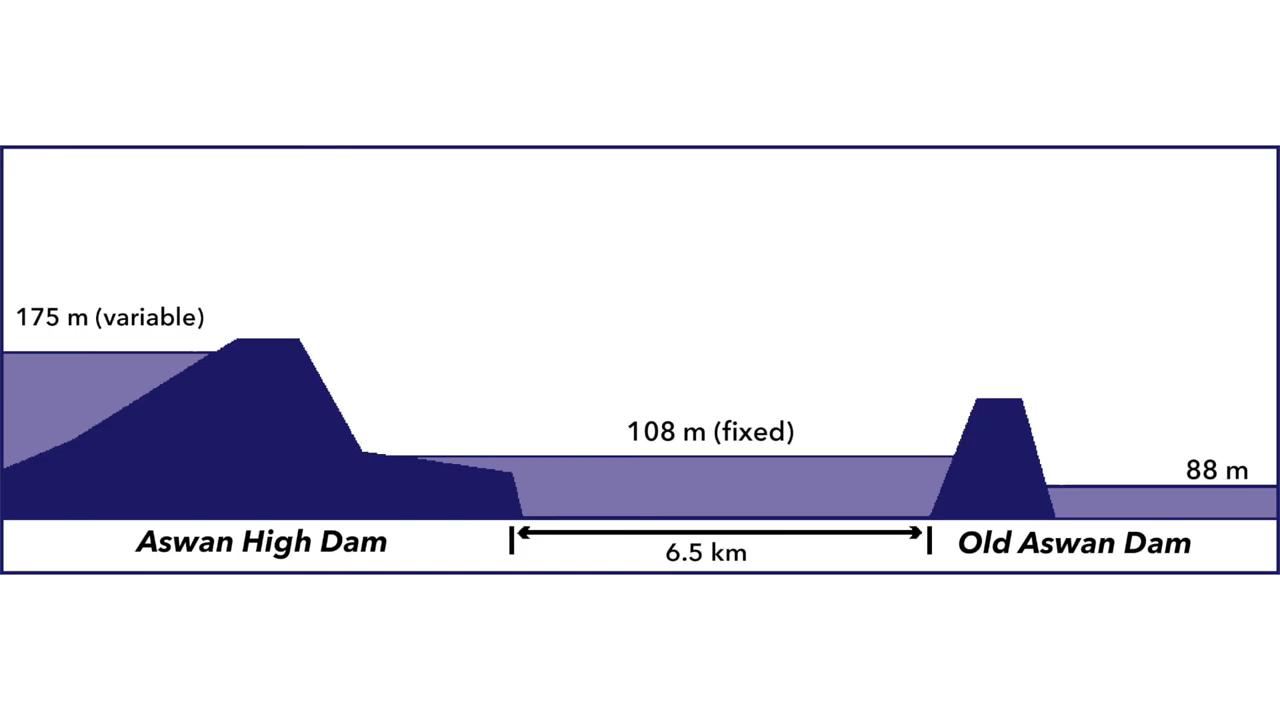 175 m (variable)
108 m (fixed)
88 m
Aswan High Dam
6.5 km
Old Aswan Dam